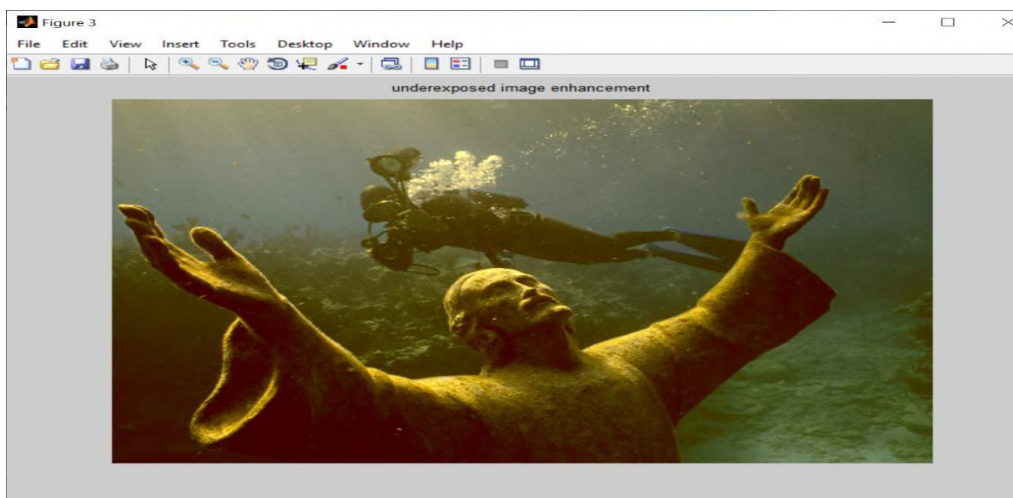 Figure 3
File Edit View Insert Tools Desktop Window Help
underexposed image enhancement